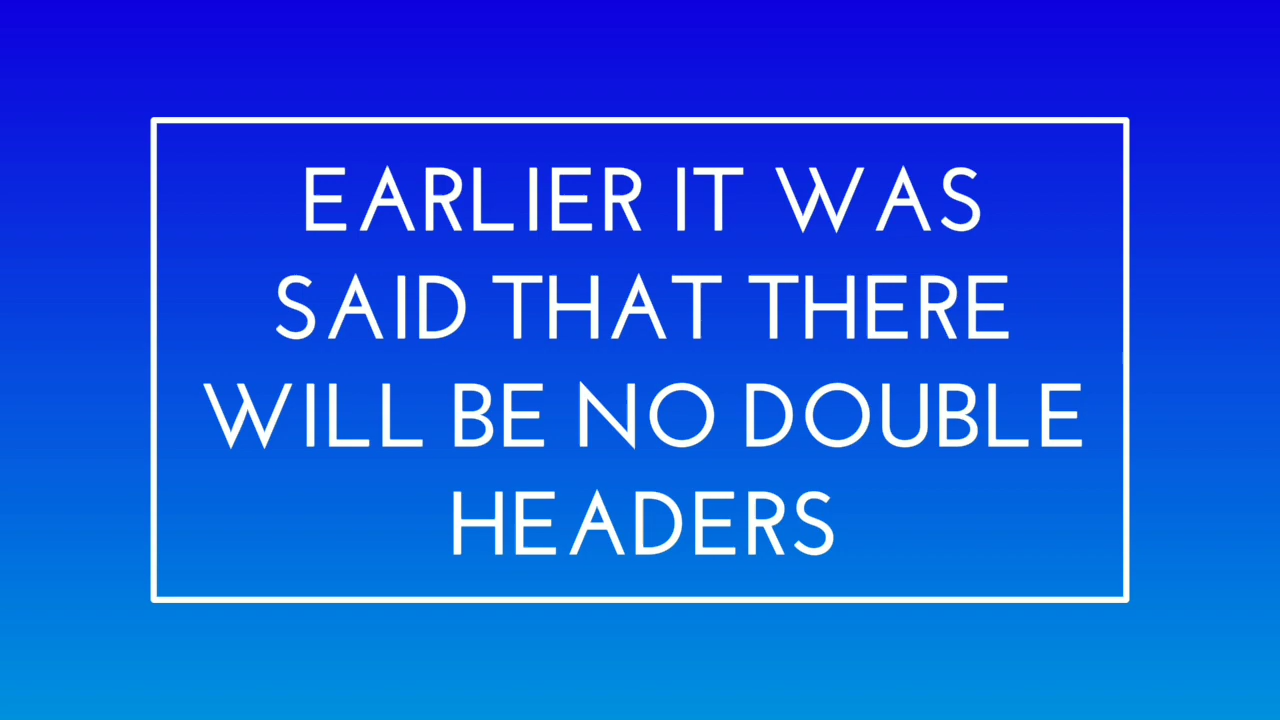 EARLIER IT WAS
SAID THAT THERE
WILL BE NO DOUBLE
HEADERS